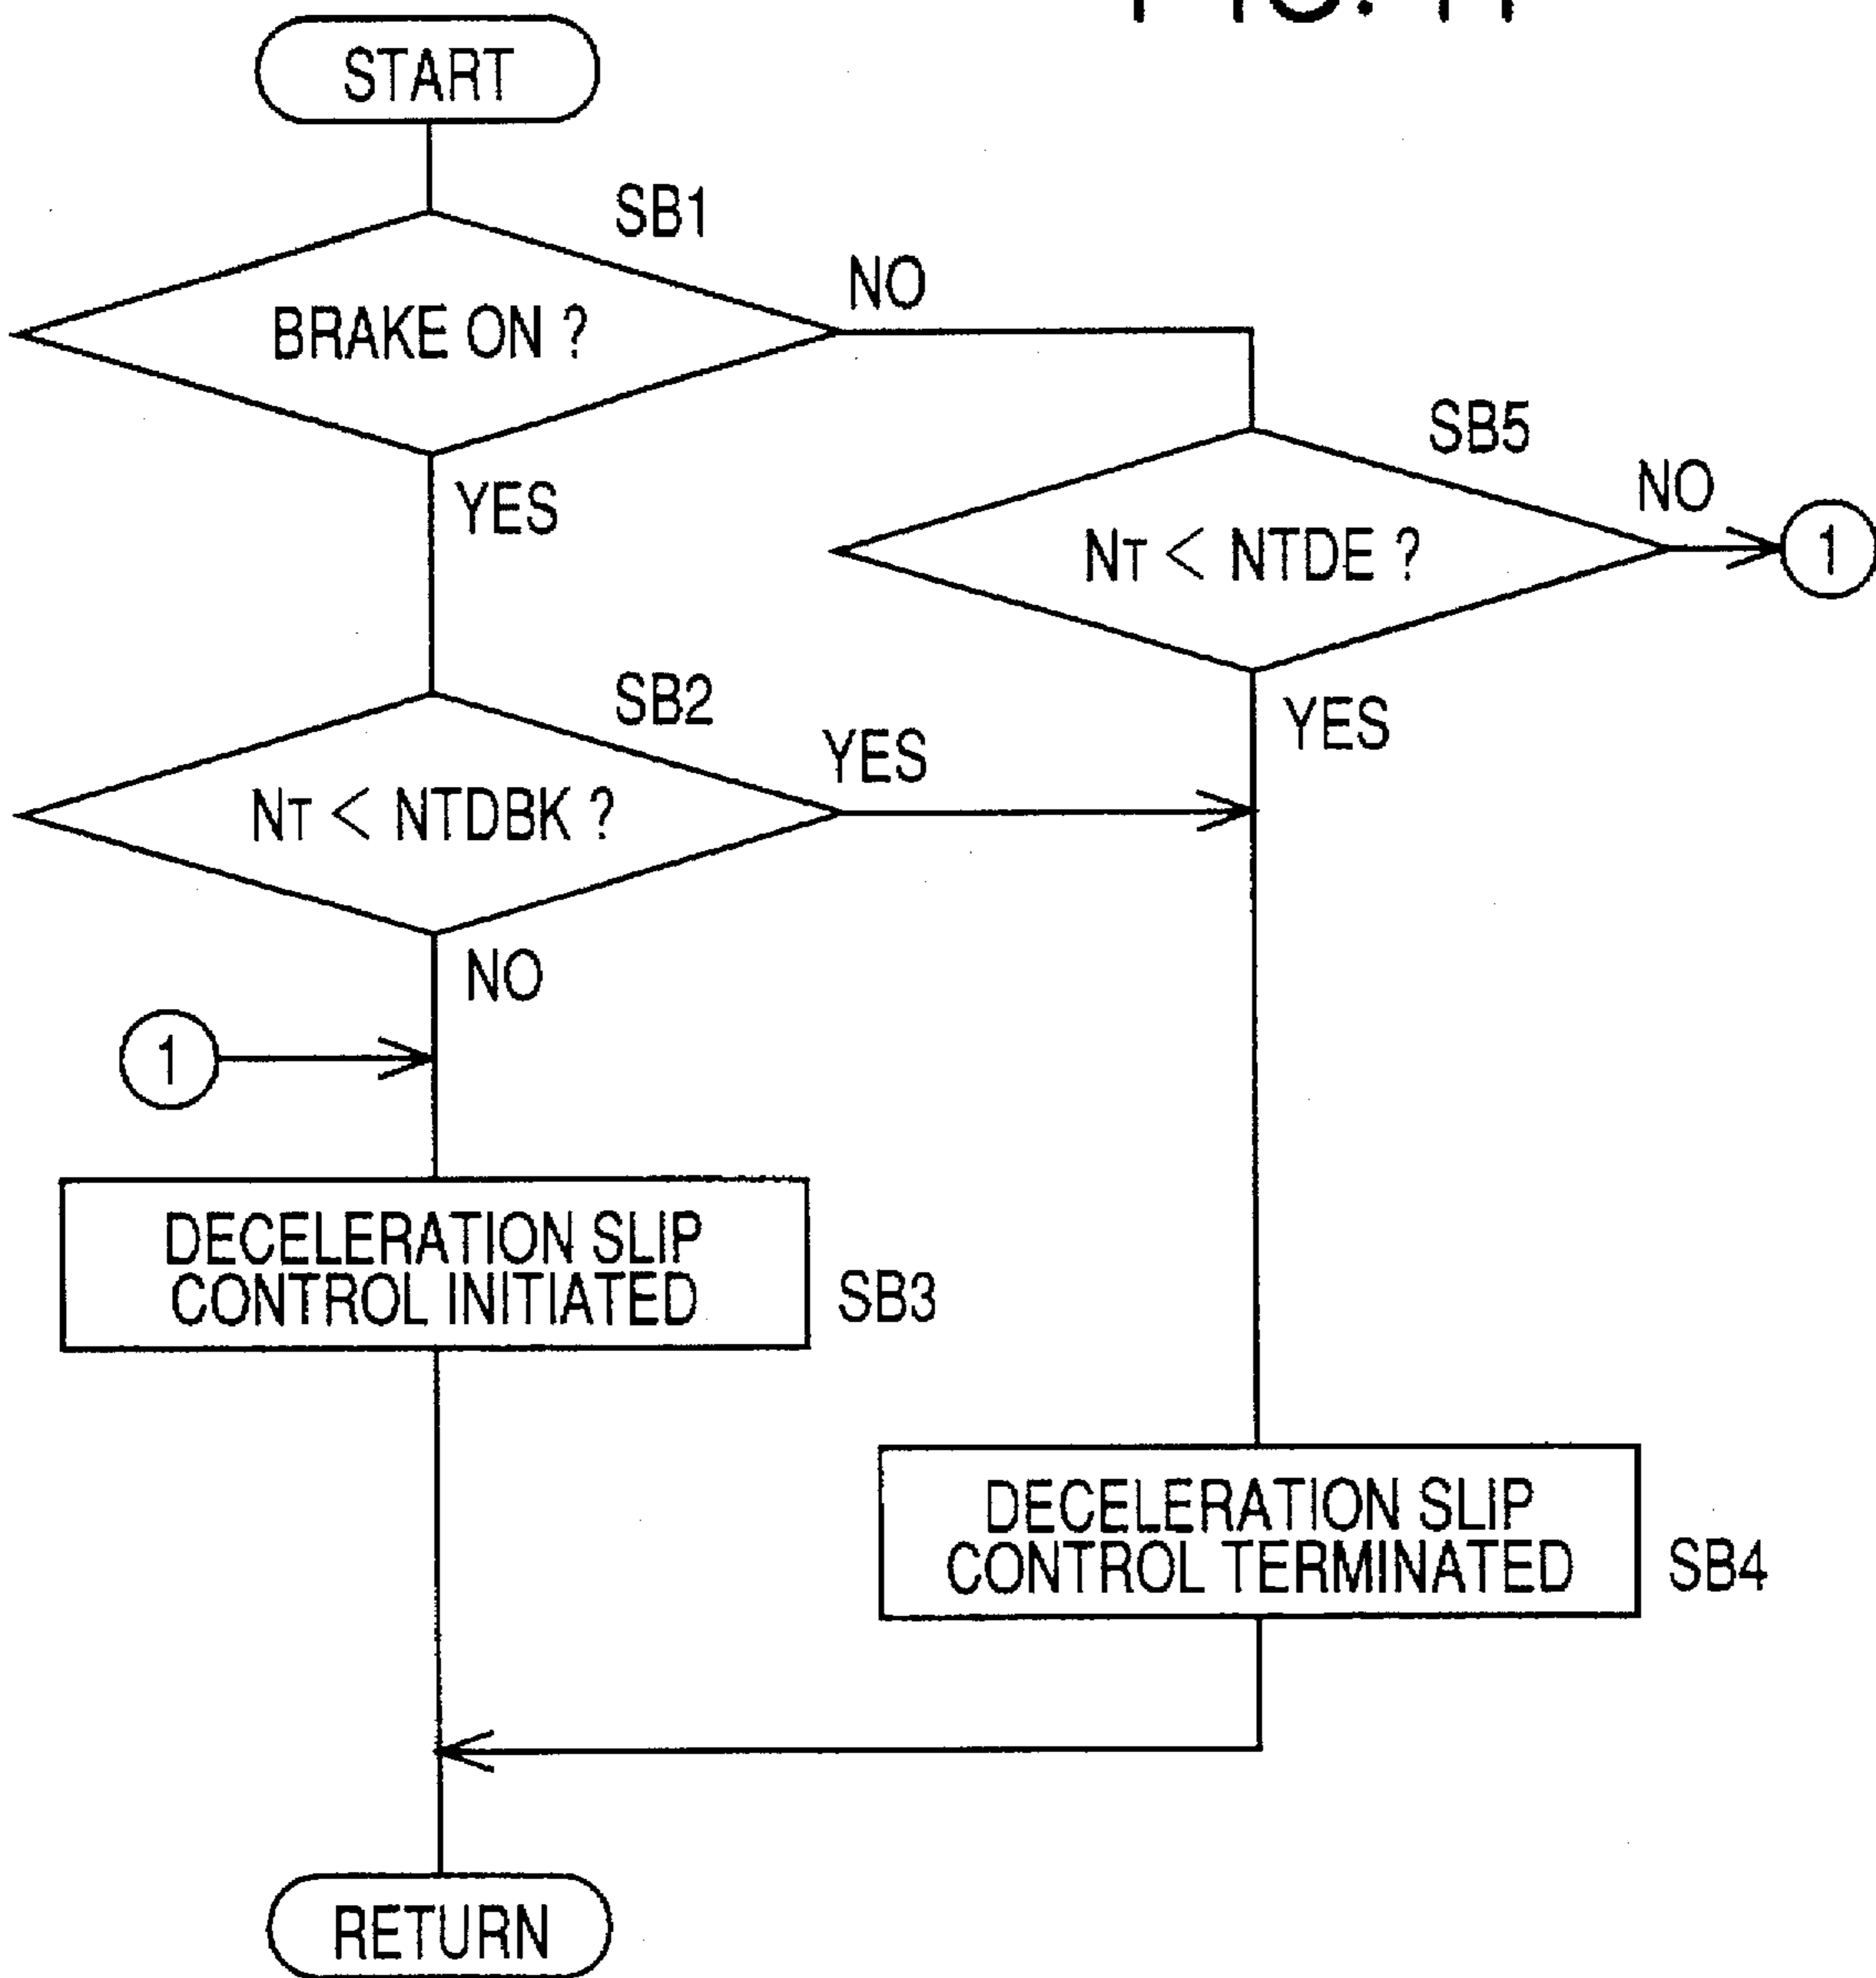 START
SB1
BRAKE ON ?
NO
YES
SB5
NT < NTDE ?
NO
1
YES
SB2
NT < NTDBK ?
YES
NO
1
DECELERATION SLIP
CONTROL INITIATED
SB3
DECELERATION SLIP
CONTROL TERMINATED
SB4
RETURN